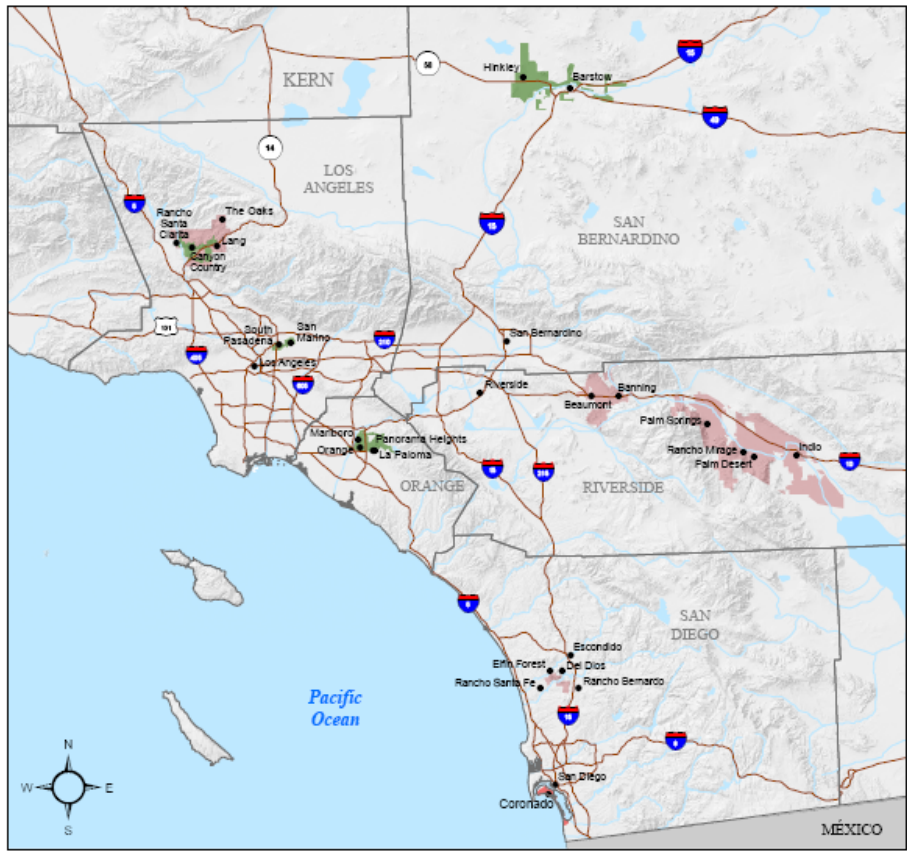 15
58
Hinkley
Barstow
KERN
40
14
LOS
ANGELES
5
The Oaks
Rancho
Santa
Clarita
Lang
Canyon
Country
15
SAN
BERNARDINO
101
South
Pasadena
San
Marino
210
San Bernardino
405
Los Angeles
605
Riverside
Beaumont
Banning
Palm Springs
Marlboro
Panorama Heights
Orange
La Paloma
Rancho Mirage
Palm Desert
Indio
10
15
215
ORANGE
RIVERSIDE
5
SAN
DIEGO
Escondido
Elfin Forest
Del Dios
Rancho Santa Fe
Rancho Bernardo
Pacific
Ocean
15
8
N
W
E
S
San Diego
Coronado
MÉXICO